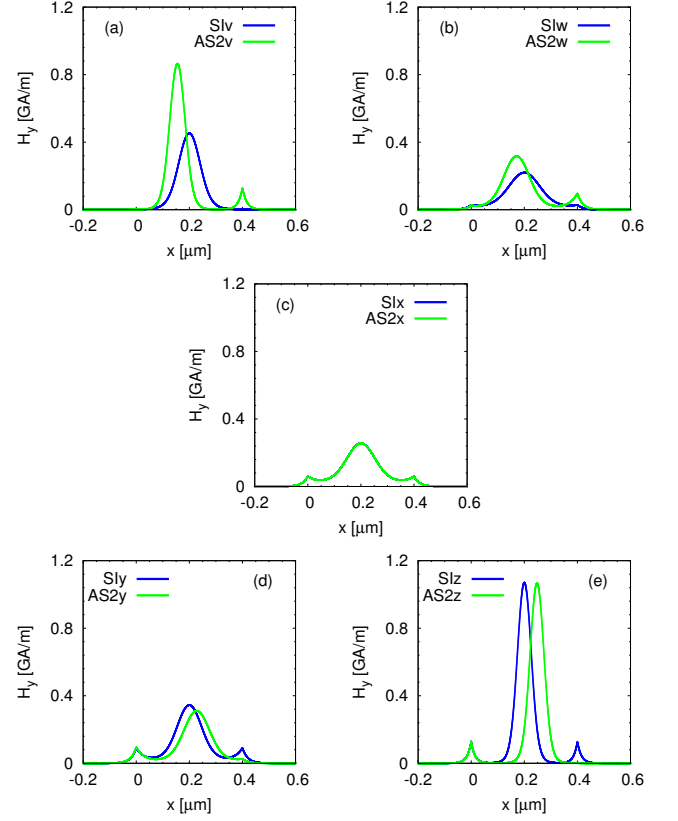 1.2
(a)
SIv
AS2v
0.8
0.4
0
H_y [GA/m]
-0.2 0 0.2 0.4 0.6
x [μm]
1.2
(b)
SIw
AS2w
0.8
0.4
0
H_y [GA/m]
-0.2 0 0.2 0.4 0.6
x [μm]
1.2
(c)
SIx
AS2x
0.8
0.4
0
H_y [GA/m]
-0.2 0 0.2 0.4 0.6
x [μm]
1.2
SIy
(d)
AS2y
0.8
0.4
0
H_y [GA/m]
-0.2 0 0.2 0.4 0.6
x [μm]
1.2
SIz
(e)
AS2z
0.8
0.4
0
H_y [GA/m]
-0.2 0 0.2 0.4 0.6
x [μm]